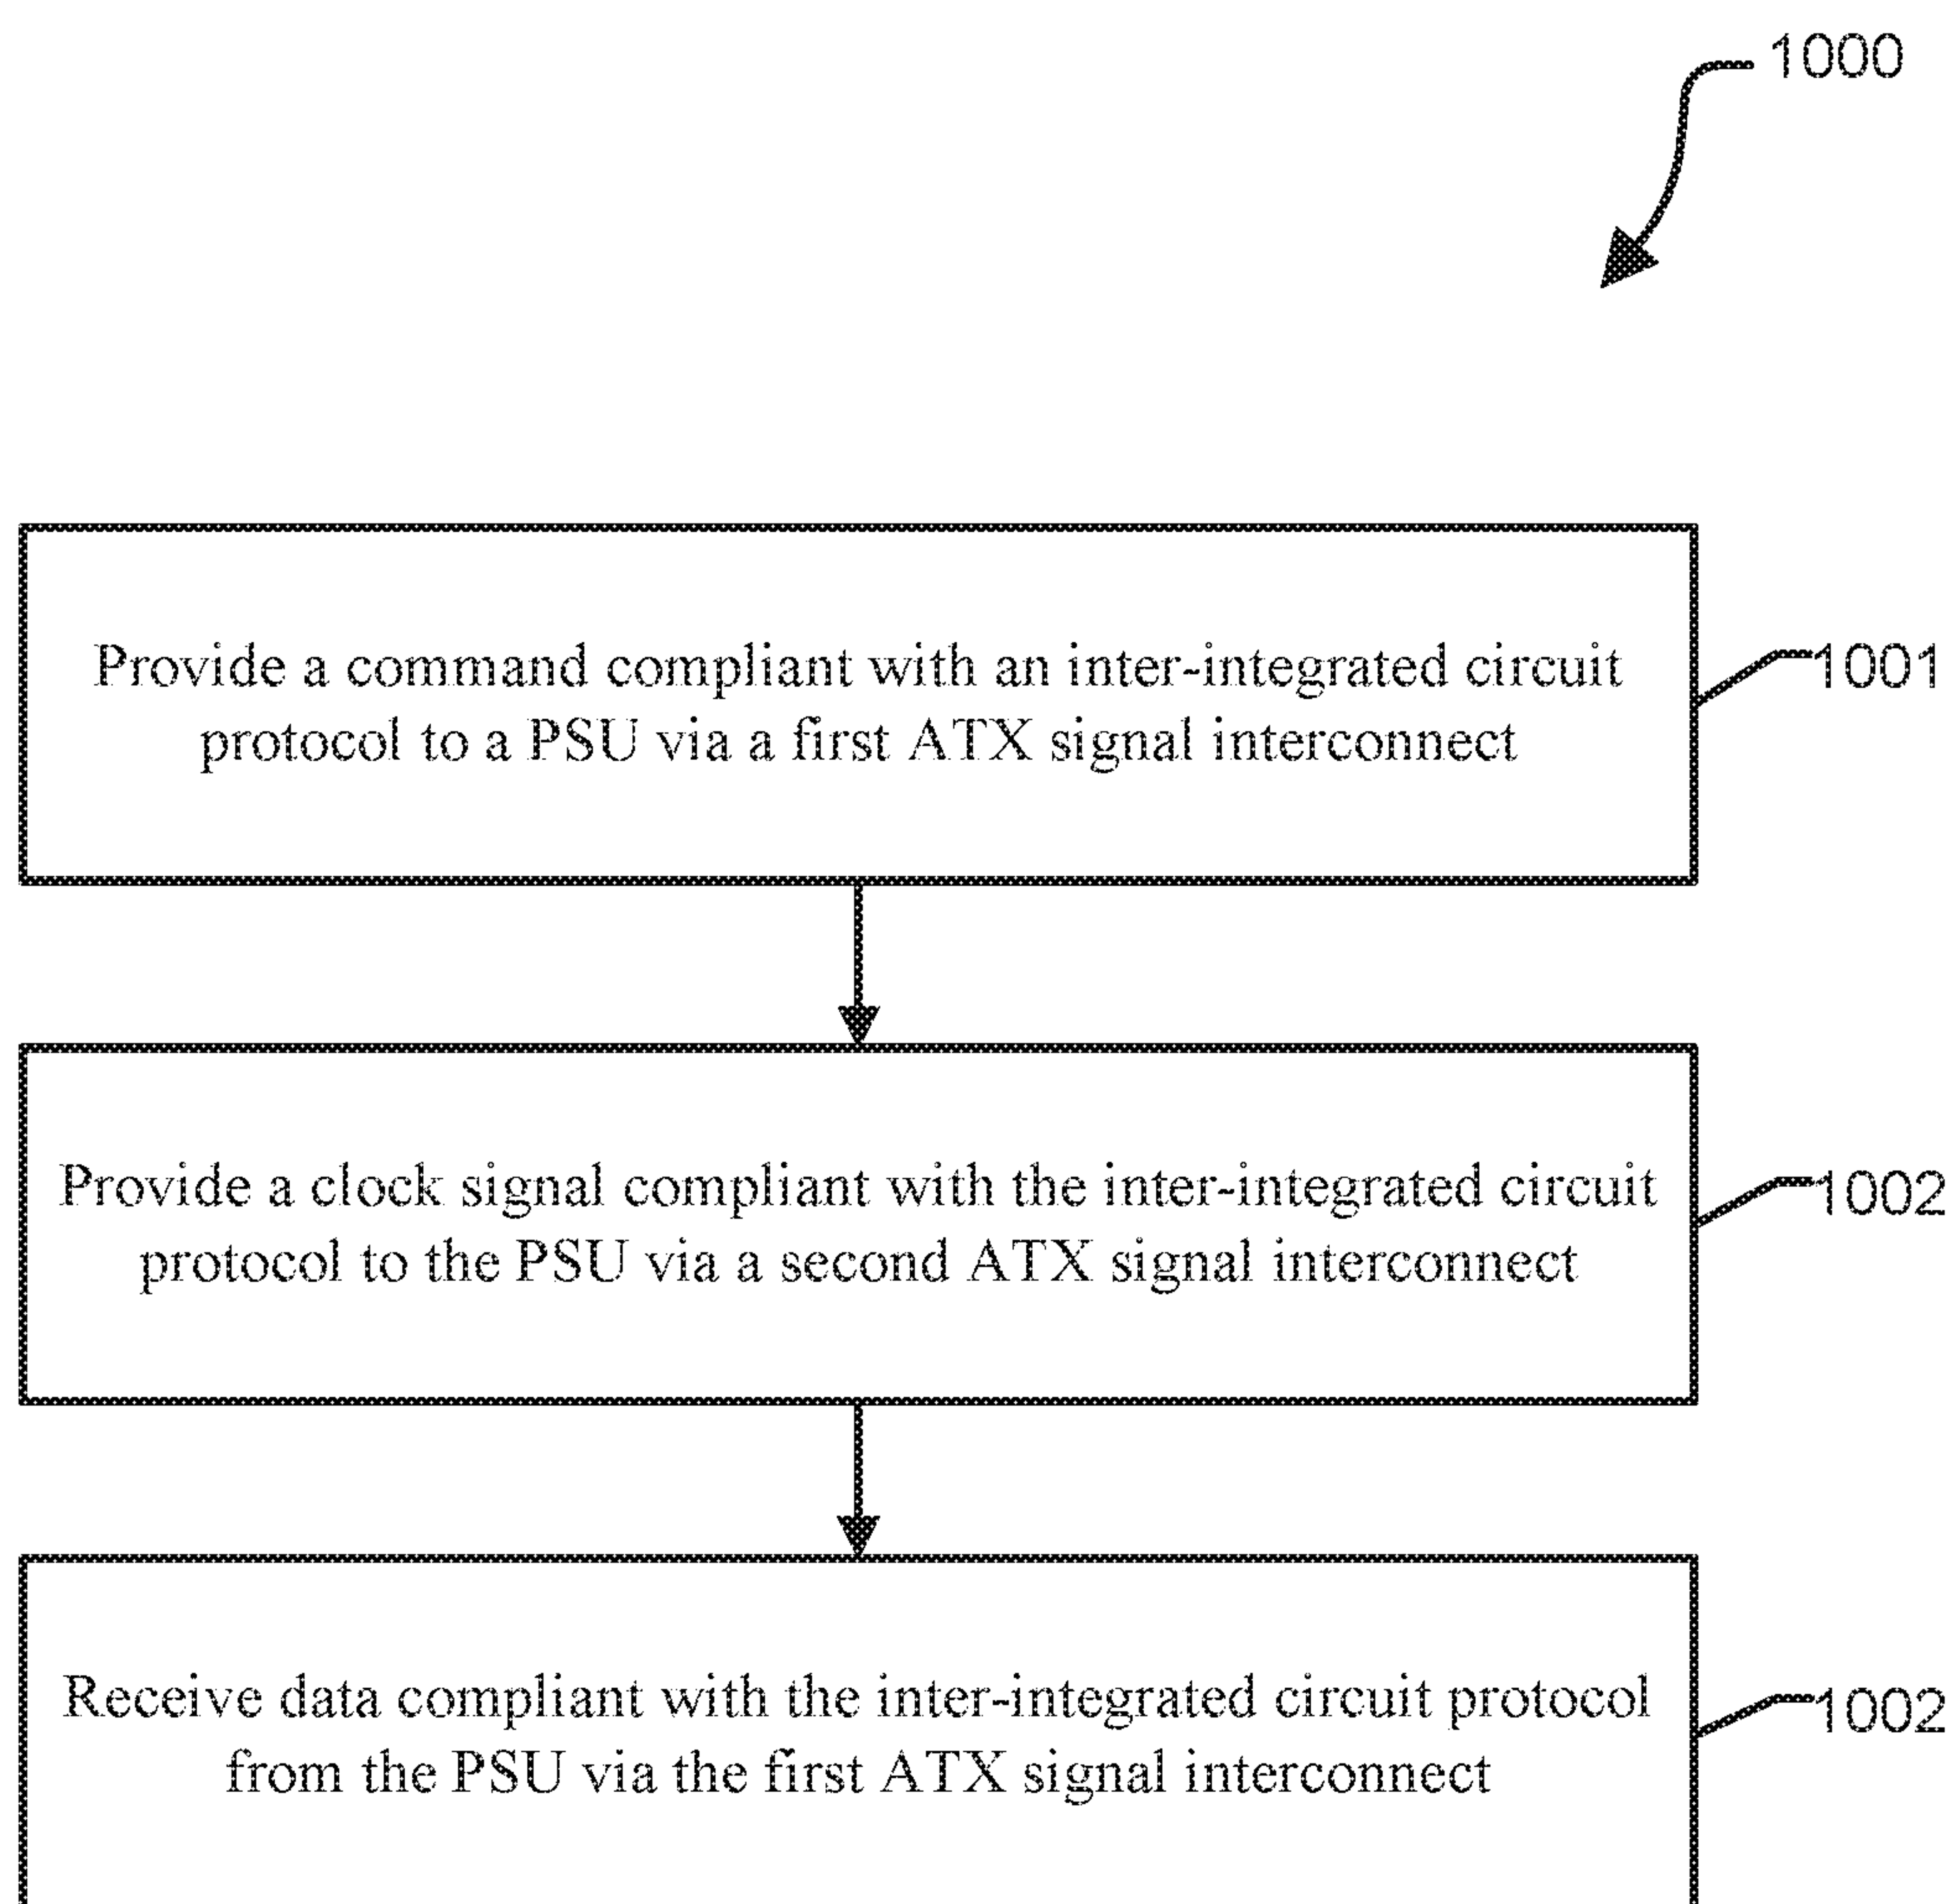 1000
Provide a command compliant with an inter-integrated circuit
protocol to a PSU via a first ATX signal interconnect
1001
Provide a clock signal compliant with the inter-integrated circuit
protocol to the PSU via a second ATX signal interconnect
1002
Receive data compliant with the inter-integrated circuit protocol
from the PSU via the first ATX signal interconnect
1002